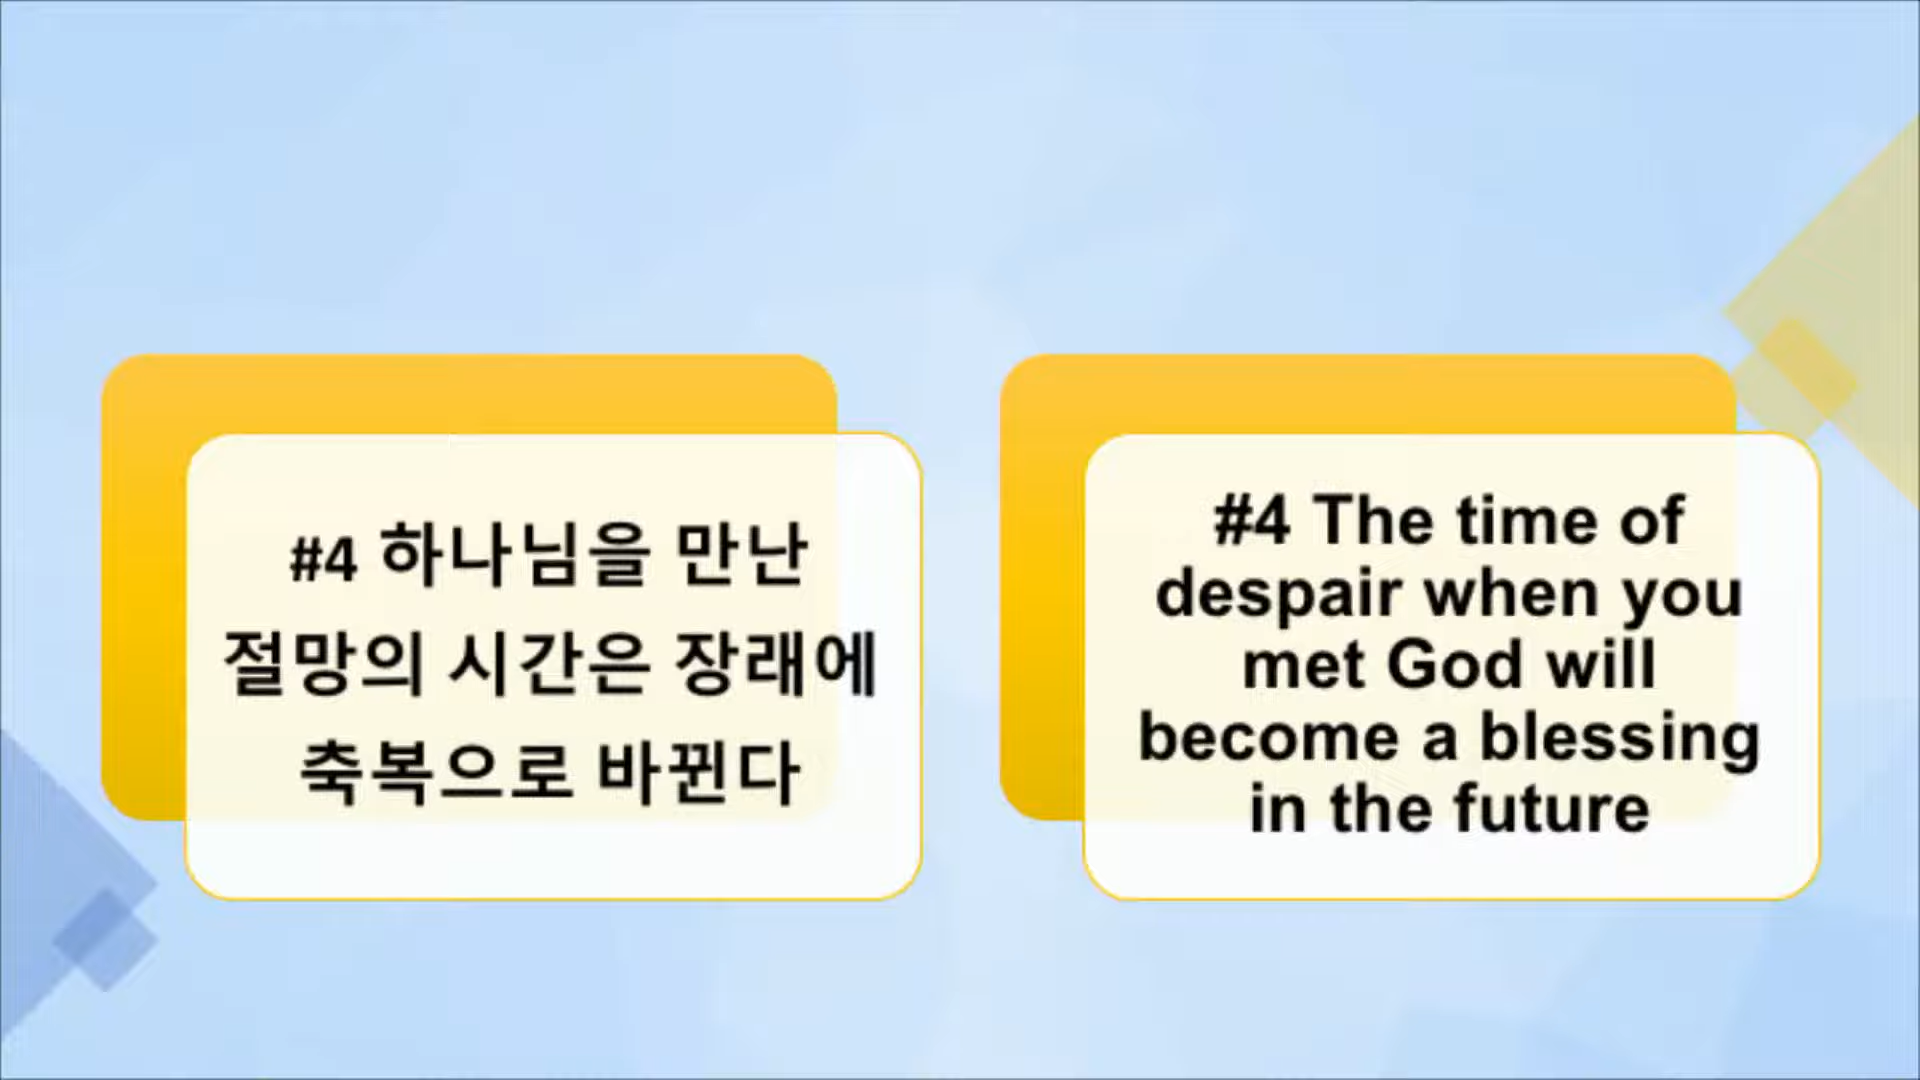 #4 하나님을 만난
절망의 시간은 장래에
축복으로 바뀐다
#4 The time of
despair when you
met God will
become a blessing
in the future